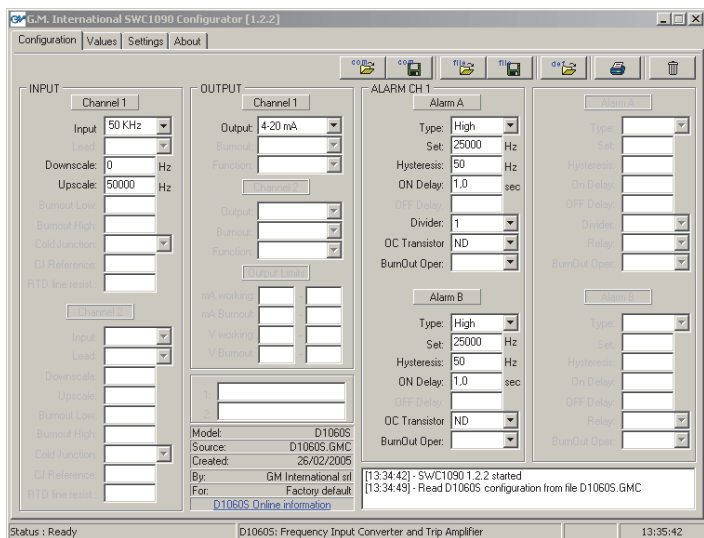 G.M. International SWC1090 Configurator [1.2.2]
Configuration Values Settings About
com com file file def
INPUT
Channel 1
Input 50 KHz
Lead:
Downscale: 0 Hz
Upscale: 50000 Hz
Burnout Low:
Burnout High:
Cold Junction:
CJ Reference:
RTD line resist.:
Channel 2
Input:
Lead:
Downscale:
Upscale:
Burnout Low:
Burnout High:
Cold Junction:
CJ Reference:
RTD line resist.:
OUTPUT
Channel 1
Output: 4-20 mA
Burnout:
Function:
Channel 2
Output:
Burnout:
Function:
Output Limits
mA working: -
mA Burnout: -
V working: -
V Burnout: -
1:
2:
Model: D1060S
Source: D1060S.GMC
Created: 26/02/2005
By: GM International srl
For: Factory default
D1060S Online information
ALARM CH 1
Alarm A
Type: High
Set: 25000 Hz
Hysteresis: 50 Hz
ON Delay: 1,0 sec
OFF Delay:
Divider: 1
OC Transistor ND
BurnOut Oper:
Alarm B
Type: High
Set: 25000 Hz
Hysteresis: 50 Hz
ON Delay: 1,0 sec
OFF Delay:
OC Transistor ND
BurnOut Oper:
Alarm A
Type:
Set:
Hysteresis:
On Delay:
OFF Delay:
Divider:
Relay:
BurnOut Oper:
Alarm B
Type:
Set:
Hysteresis:
On Delay:
OFF Delay:
Relay:
BurnOut Oper:
[13:34:42] - SWC1090 1.2.2 started
[13:34:49] - Read D1060S configuration from file D1060S.GMC
Status : Ready
D1060S: Frequency Input Converter and Trip Amplifier
13:35:42